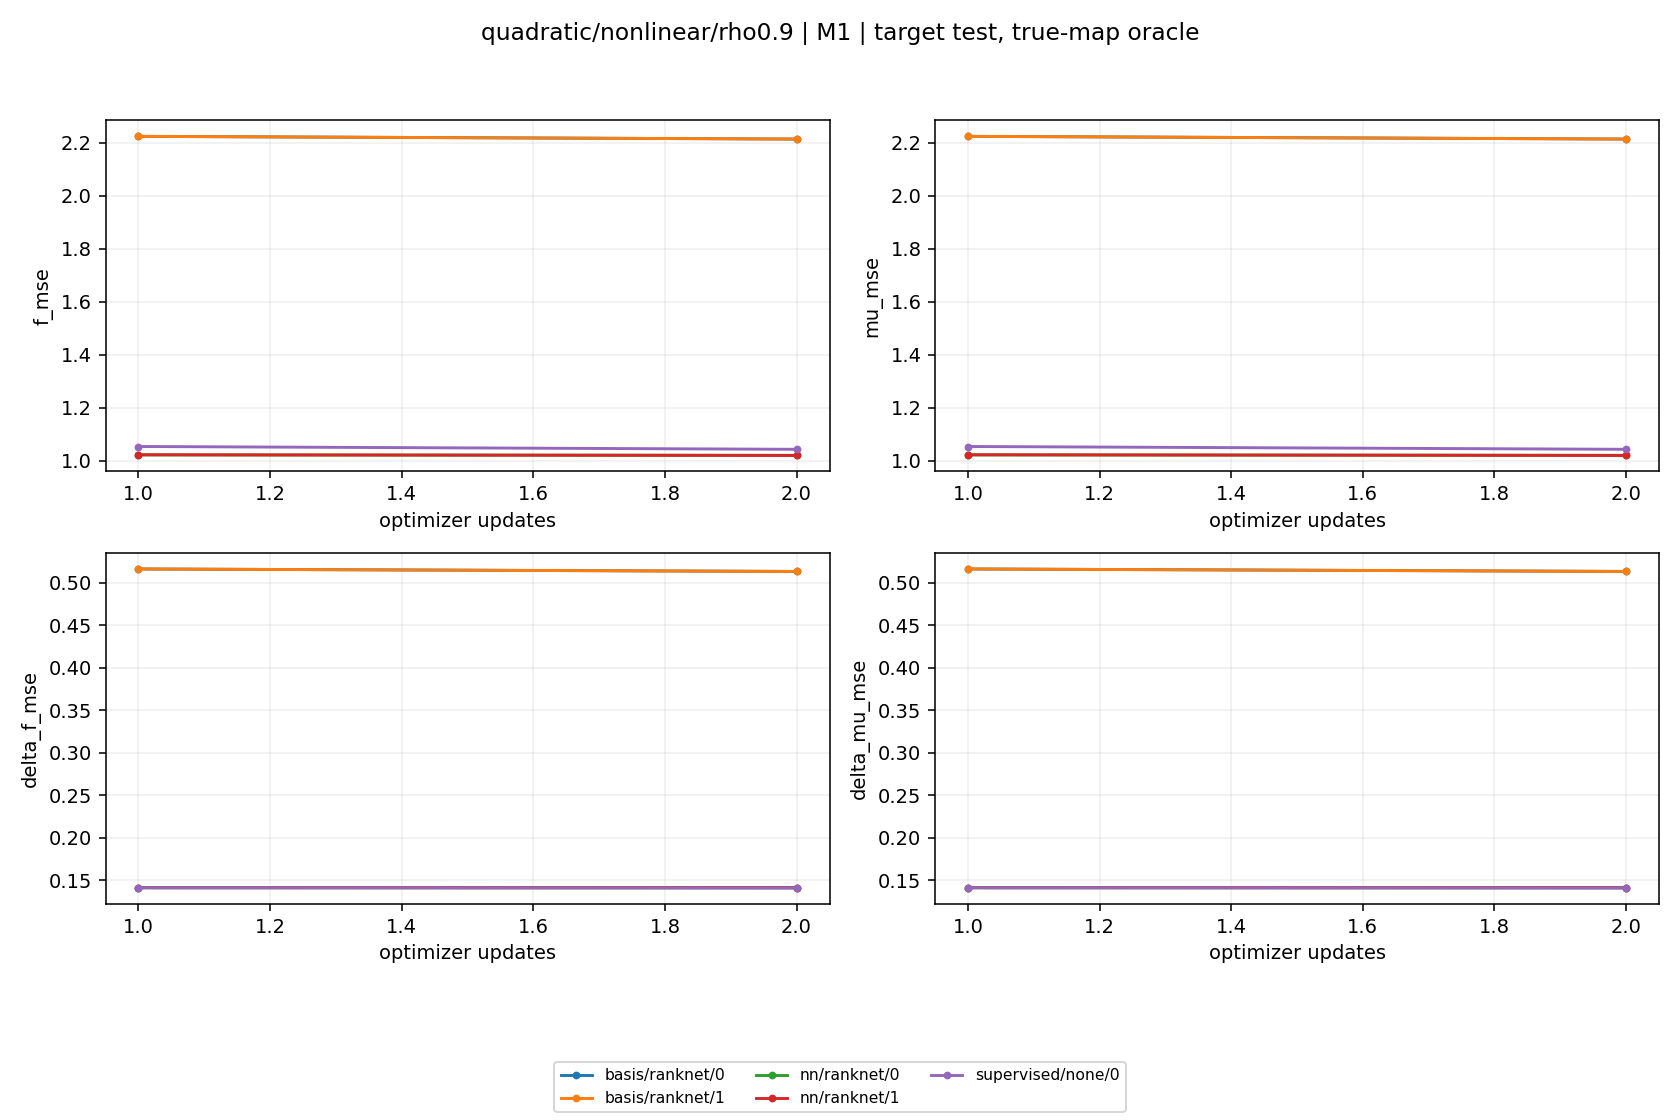 quadratic/nonlinear/rho0.9 | M1 | target test, true-map oracle
f_mse
2.2
2.0
1.8
1.6
1.4
1.2
1.0
1.0 1.2 1.4 1.6 1.8 2.0
optimizer updates
mu_mse
2.2
2.0
1.8
1.6
1.4
1.2
1.0
1.0 1.2 1.4 1.6 1.8 2.0
optimizer updates
delta_f_mse
0.50
0.45
0.40
0.35
0.30
0.25
0.20
0.15
1.0 1.2 1.4 1.6 1.8 2.0
optimizer updates
delta_mu_mse
0.50
0.45
0.40
0.35
0.30
0.25
0.20
0.15
1.0 1.2 1.4 1.6 1.8 2.0
optimizer updates
basis/ranknet/0 nn/ranknet/0 supervised/none/0
basis/ranknet/1 nn/ranknet/1